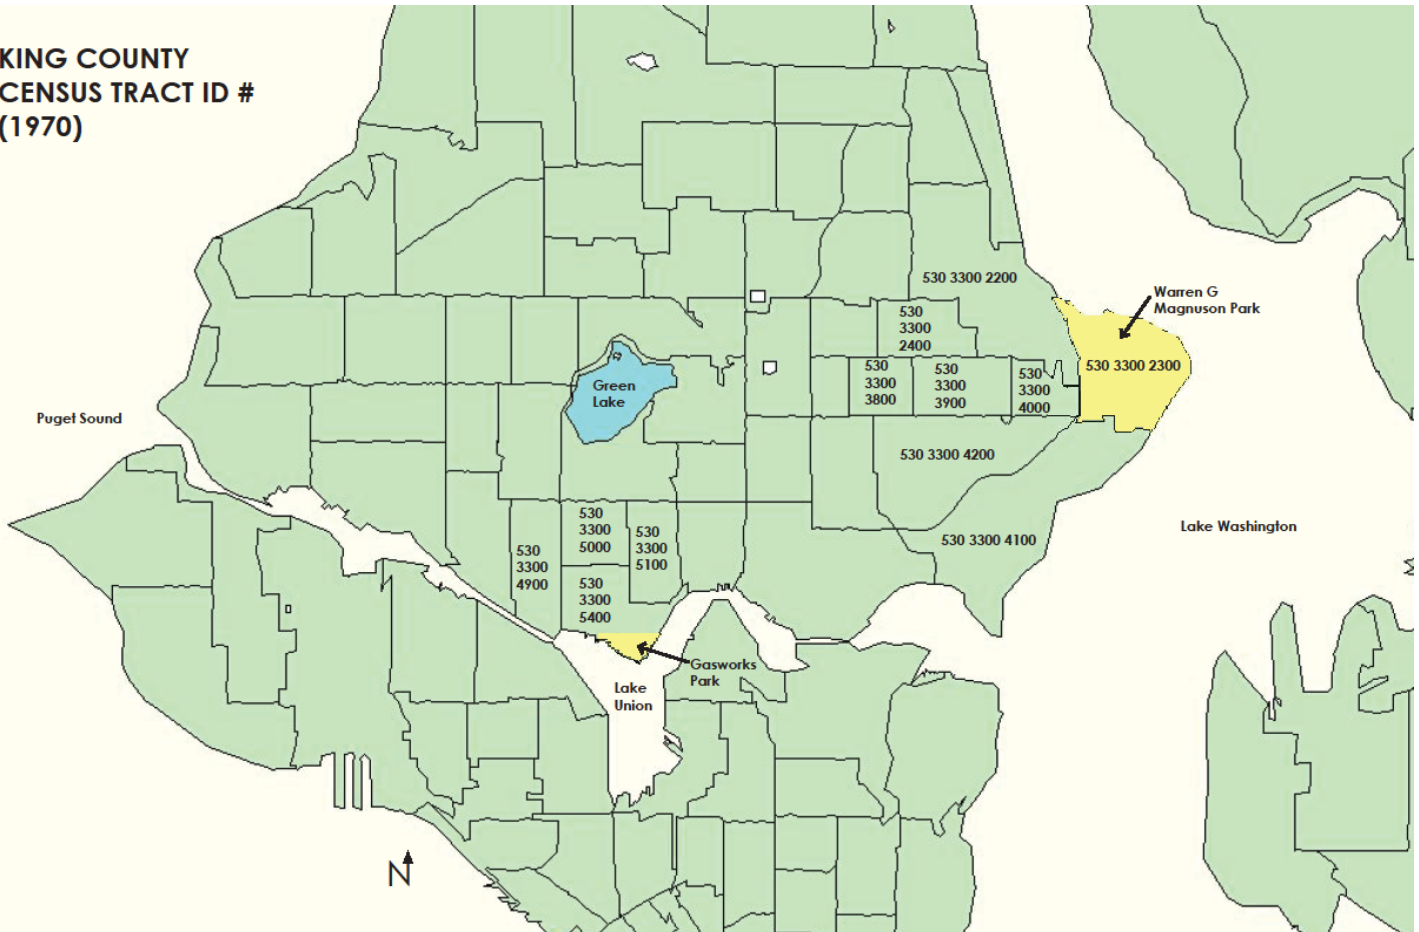 KING COUNTY
CENSUS TRACT ID #
(1970)
530 3300 2200
Warren G
Magnuson Park
530
3300
2400
530 3300 2300
530
3300
3800
530
3300
3900
530
3300
4000
Green
Lake
Puget Sound
530 3300 4200
Lake Washington
530 3300 4100
530
3300
4900
530
3300
5000
530
3300
5100
530
3300
5400
Gasworks
Park
Lake
Union
N